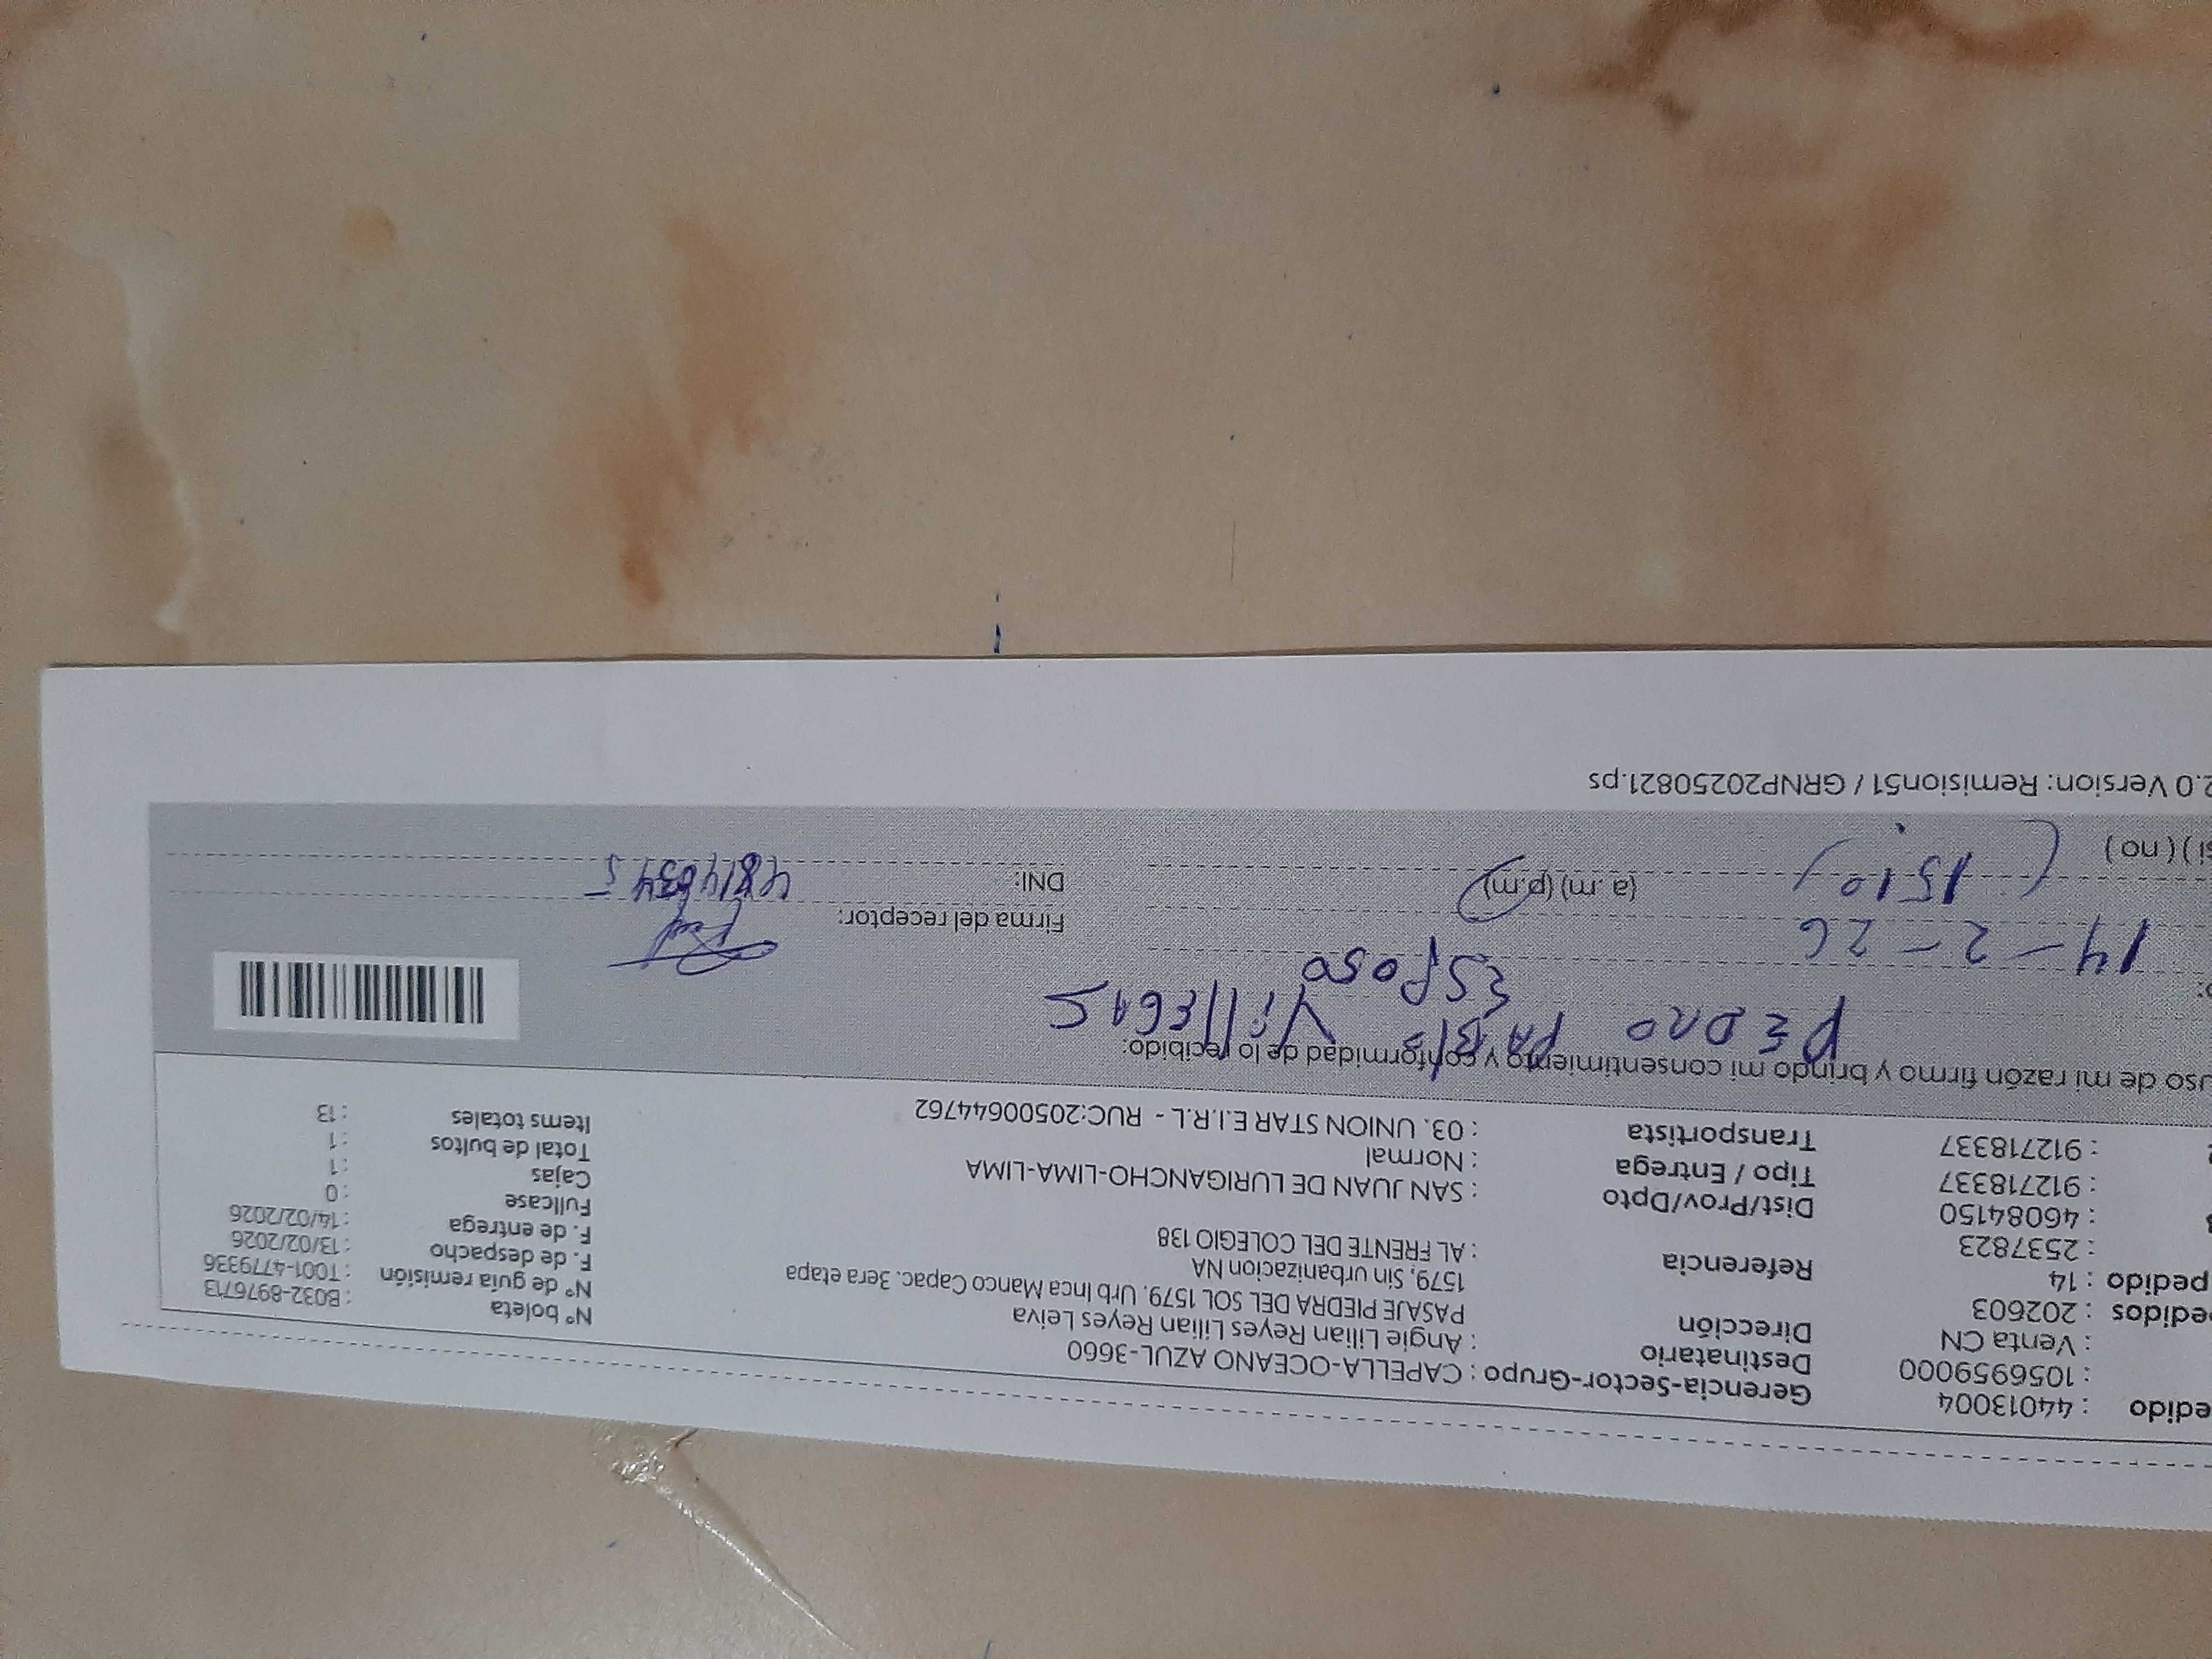 edido : 44013004 Gerencia-Sector-Grupo : CAPELLA-OCEANO AZUL-3660
: 1056959000 Destinatario : Angie Lilian Reyes Lilian Reyes Leiva
: Venta CN Dirección PASAJE PIEDRA DEL SOL 1579. Urb Inca Manco Capac. 3era etapa
edidos : 202603 1579, Sin urbanizacion NA
pedido : 14 Referencia : AL FRENTE DEL COLEGIO 138
: 2537823
: 46084150 Dist/Prov/Dpto : SAN JUAN DE LURIGANCHO-LIMA-LIMA
: 912718337 Tipo / Entrega : Normal
: 912718337 Transportista : 03. UNION STAR E.I.R.L - RUC:20500644762
N° boleta : B032-8976713
N° de guía remisión : T001-4779336
F. de despacho : 13/02/2026
F. de entrega : 14/02/2026
Fullcase : 0
Cajas : 1
Total de bultos : 1
Items totales : 13
uso de mi razón firmo y brindo mi consentimiento y conformidad de lo recibido:
PEDRO Villegas
ESPOSO
14-2-26 Firma del receptor:
(1510) (a. m) (p.m) DNI:
si ) ( no )
2.0 Version: Remision51 / GRNP20250821.ps